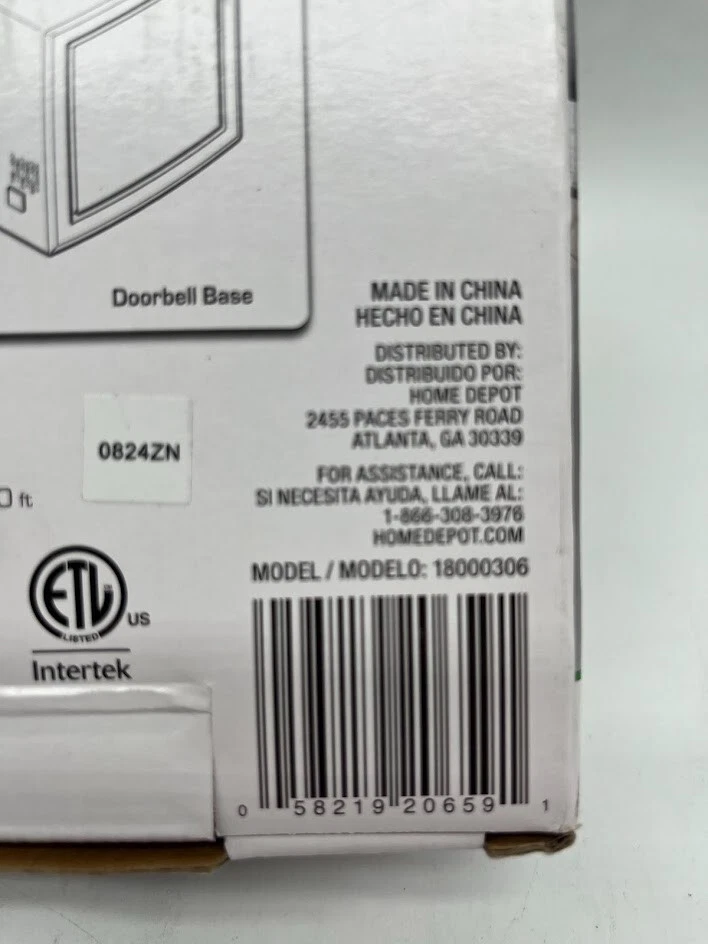 Doorbell Base
MADE IN CHINA
HECHO EN CHINA
DISTRIBUTED BY:
DISTRIBUIDO POR:
HOME DEPOT
2455 PACES FERRY ROAD
ATLANTA, GA 30339
0824ZN
FOR ASSISTANCE, CALL:
SI NECESITA AYUDA, LLAME AL:
1-866-308-3976
HOMEDEPOT.COM
ft
MODEL / MODELO: 18000306
ETL
LISTED
US
Intertek
0 58219 20659 1